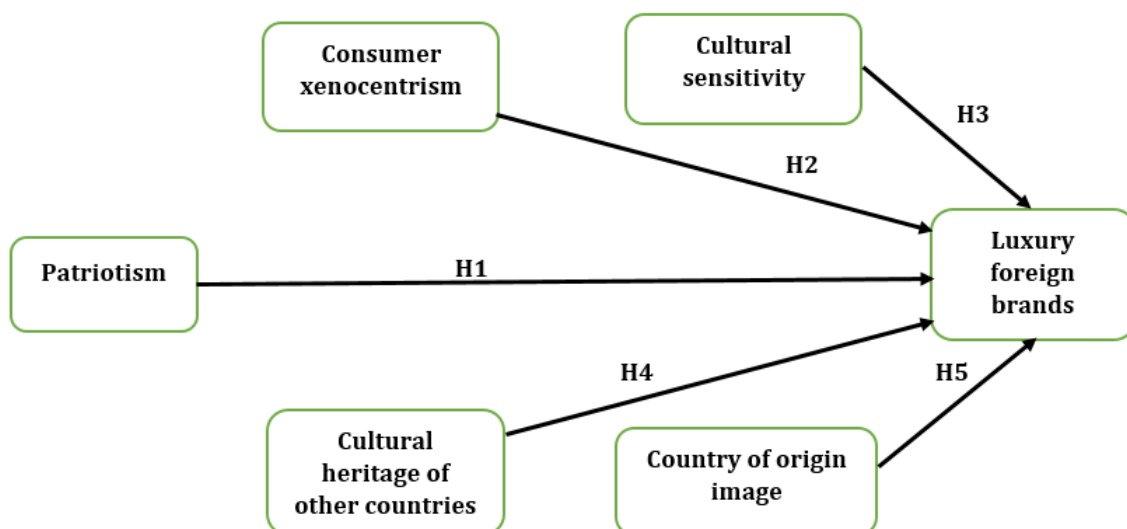 Consumer
xenocentrism
Cultural
sensitivity
H3
H2
Patriotism
H1
Luxury
foreign
brands
H4
H5
Cultural
heritage of
other countries
Country of origin
image